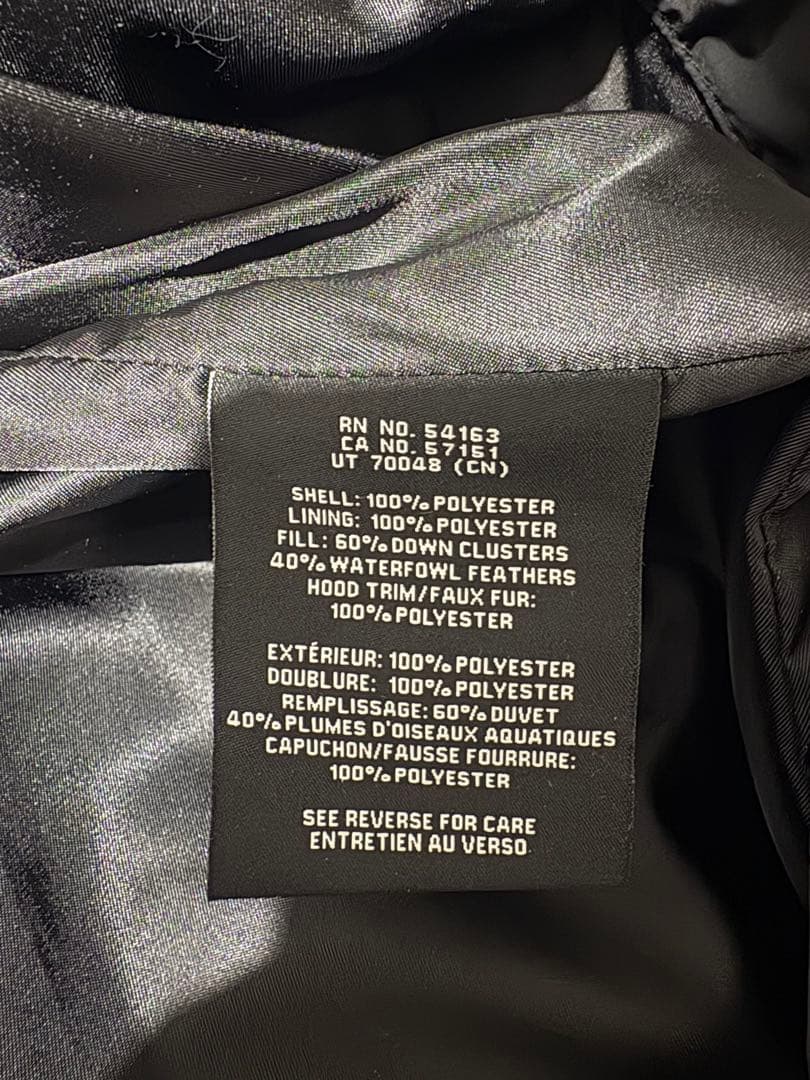 RN NO. 54163
CA NO. 57151
UT 70048 (CN)
SHELL: 100% POLYESTER
LINING: 100% POLYESTER
FILL: 60% DOWN CLUSTERS
40% WATERFOWL FEATHERS
HOOD TRIM/FAUX FUR:
100% POLYESTER
EXTÉRIEUR: 100% POLYESTER
DOUBLURE: 100% POLYESTER
REMPLISSAGE: 60% DUVET
40% PLUMES D'OISEAUX AQUATIQUES
CAPUCHON/FAUSSE FOURRURE:
100% POLYESTER
SEE REVERSE FOR CARE
ENTRETIEN AU VERSO